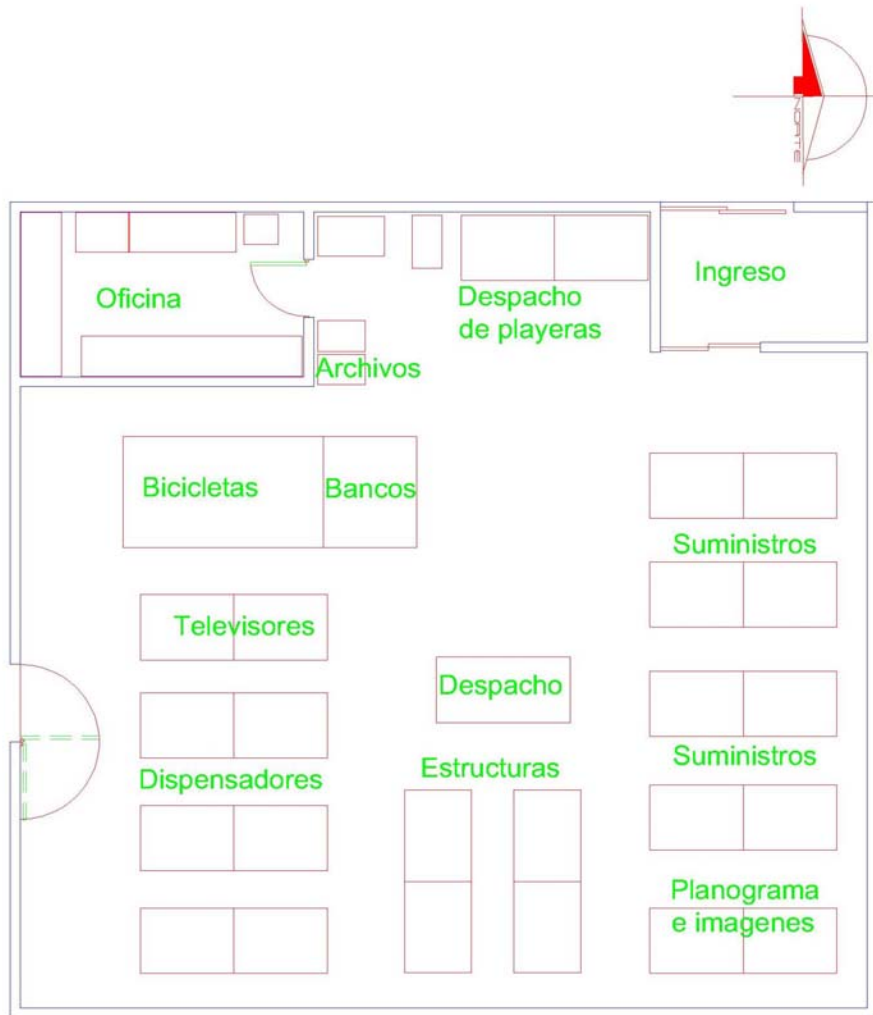 NORTE
Ingreso
Oficina
Despacho
de playeras
Archivos
Bicicletas
Bancos
Suministros
Televisores
Despacho
Suministros
Estructuras
Dispensadores
Planograma
e imagenes